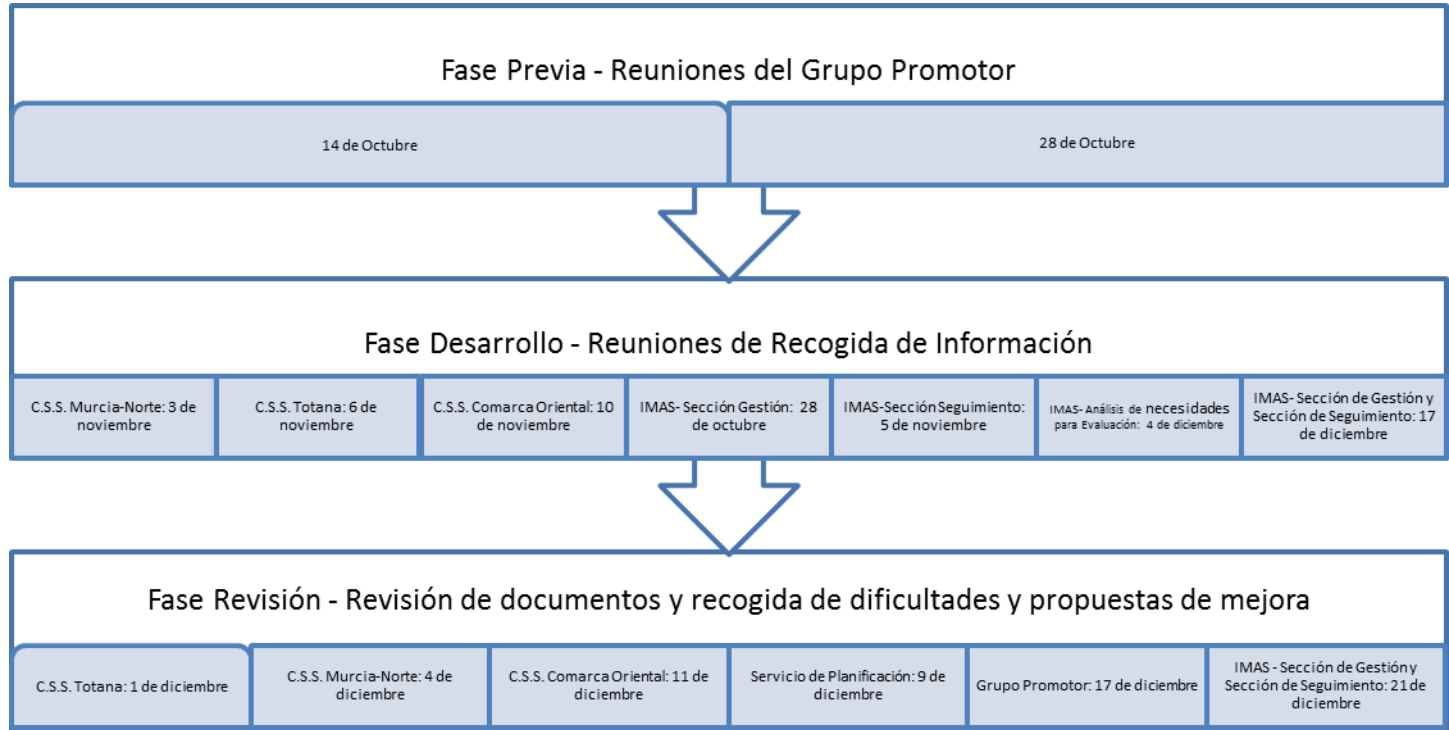 Fase Previa - Reuniones del Grupo Promotor
14 de Octubre
28 de Octubre
Fase Desarrollo - Reuniones de Recogida de Información
C.S.S. Murcia-Norte: 3 de
noviembre
C.S.S. Totana: 6 de
noviembre
C.S.S. Comarca Oriental: 10
de noviembre
IMAS- Sección Gestión: 28
de octubre
IMAS-Sección Seguimiento:
5 de noviembre
IMAS- Análisis de necesidades
para Evaluación: 4 de diciembre
IMAS- Sección de Gestión y
Sección de Seguimiento: 17
de diciembre
Fase Revisión - Revisión de documentos y recogida de dificultades y propuestas de mejora
C.S.S. Totana: 1 de diciembre
C.S.S. Murcia-Norte: 4 de
diciembre
C.S.S. Comarca Oriental: 11 de
diciembre
Servicio de Planificación: 9 de
diciembre
Grupo Promotor: 17 de diciembre
IMAS - Sección de Gestión y
Sección de Seguimiento: 21 de
diciembre